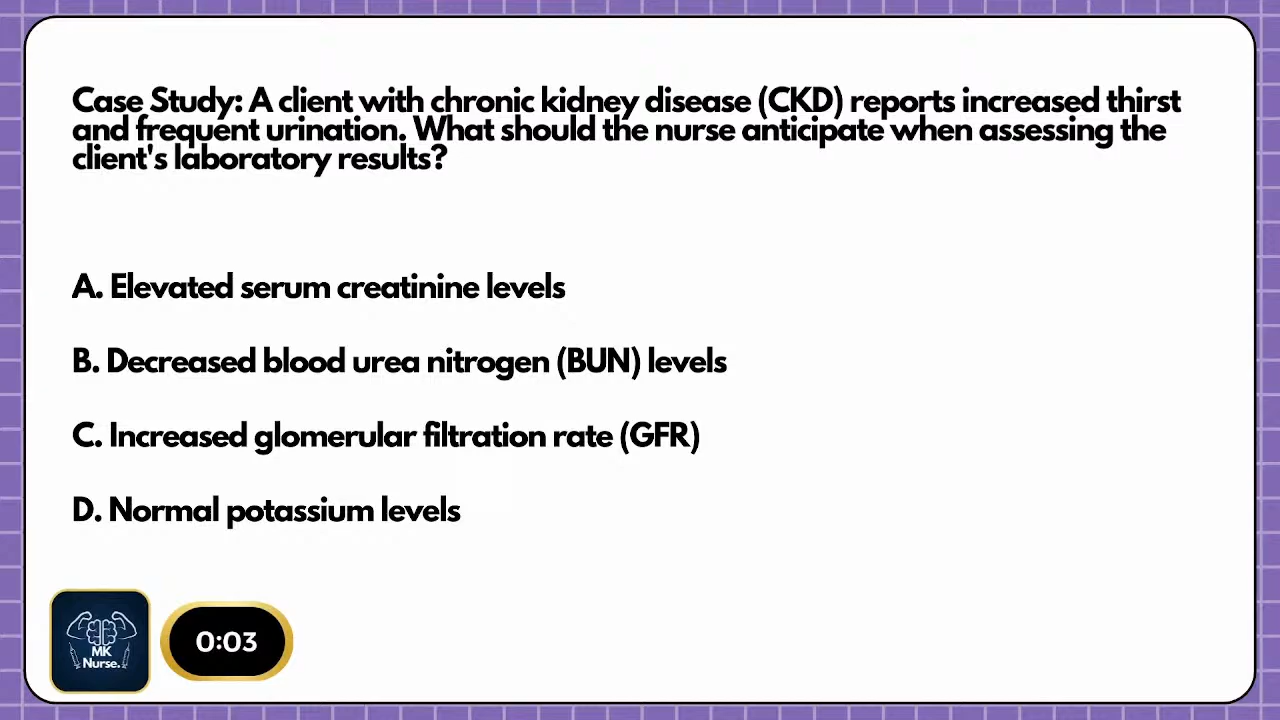 Case Study: A client with chronic kidney disease (CKD) reports increased thirst
and frequent urination. What should the nurse anticipate when assessing the
client's laboratory results?
A. Elevated serum creatinine levels
B. Decreased blood urea nitrogen (BUN) levels
C. Increased glomerular filtration rate (GFR)
D. Normal potassium levels
MK
Nurse.
0:03